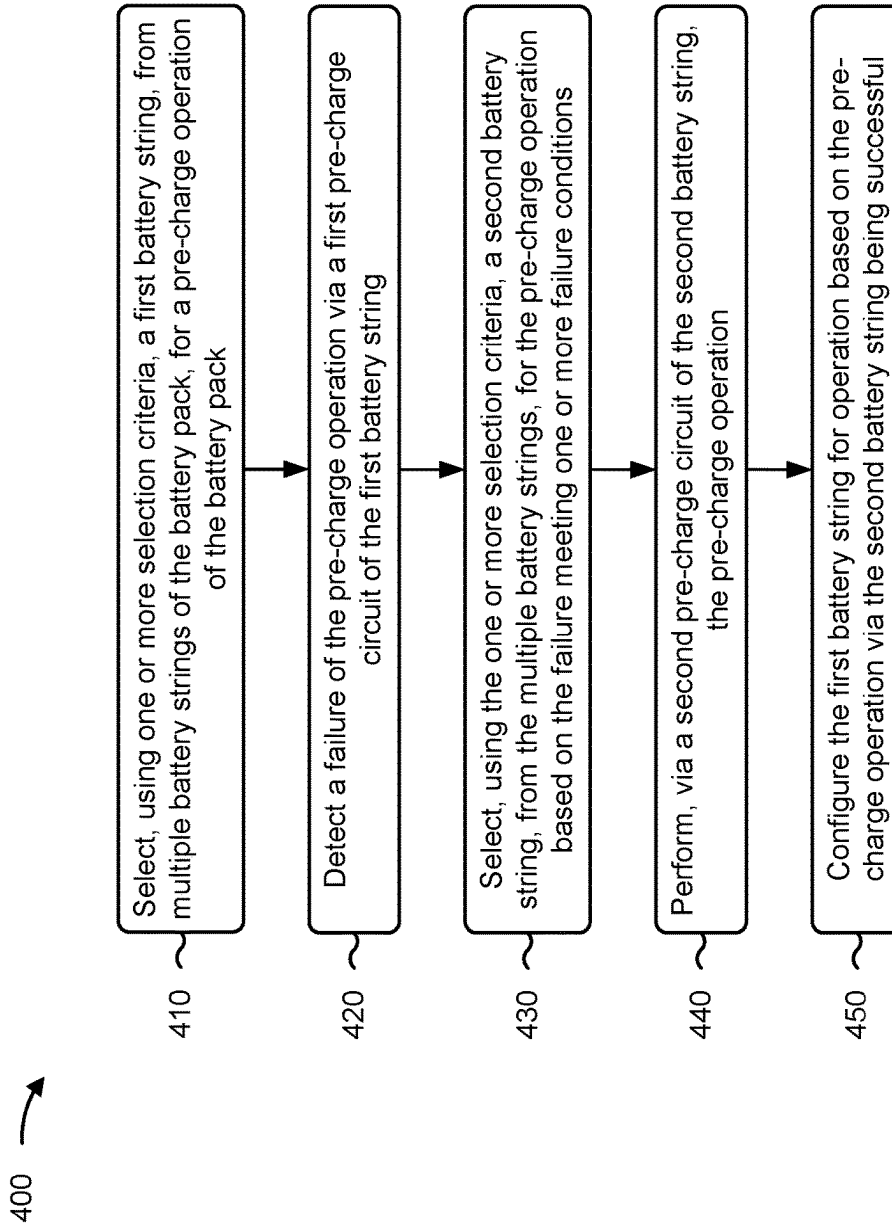 400
410
Select, using one or more selection criteria, a first battery string, from
multiple battery strings of the battery pack, for a pre-charge operation
of the battery pack
420
Detect a failure of the pre-charge operation via a first pre-charge
circuit of the first battery string
430
Select, using the one or more selection criteria, a second battery
string, from the multiple battery strings, for the pre-charge operation
based on the failure meeting one or more failure conditions
440
Perform, via a second pre-charge circuit of the second battery string,
the pre-charge operation
450
Configure the first battery string for operation based on the pre-
charge operation via the second battery string being successful